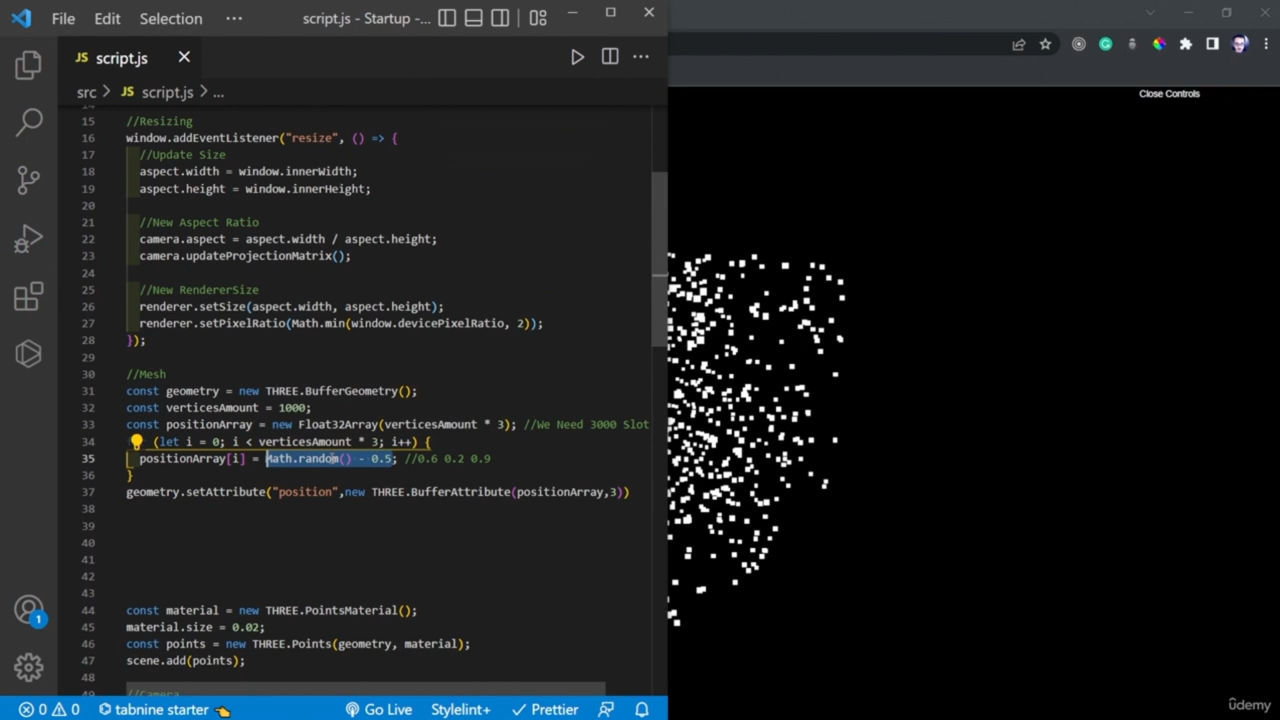 File Edit Selection ··· script.js - Startup -...
JS script.js
src > JS script.js > ...
Close Controls
14
15 //Resizing
16 window.addEventListener("resize", () => {
17 //Update Size
18 aspect.width = window.innerWidth;
19 aspect.height = window.innerHeight;
20
21 //New Aspect Ratio
22 camera.aspect = aspect.width / aspect.height;
23 camera.updateProjectionMatrix();
24
25 //New RendererSize
26 renderer.setSize(aspect.width, aspect.height);
27 renderer.setPixelRatio(Math.min(window.devicePixelRatio, 2));
28 });
29
30 //Mesh
31 const geometry = new THREE.BufferGeometry();
32 const verticesAmount = 1000;
33 const positionArray = new Float32Array(verticesAmount * 3); //We Need 3000 Slot
34 (let i = 0; i < verticesAmount * 3; i++) {
35 positionArray[i] = Math.random() - 0.5; //0.6 0.2 0.9
36 }
37 geometry.setAttribute("position",new THREE.BufferAttribute(positionArray,3))
38
39
40
41
42
43
44 const material = new THREE.PointsMaterial();
45 material.size = 0.02;
46 const points = new THREE.Points(geometry, material);
47 scene.add(points);
48
49 //Camera
1
0 0 tabnine starter Go Live Stylelint+ Prettier
ûdemy